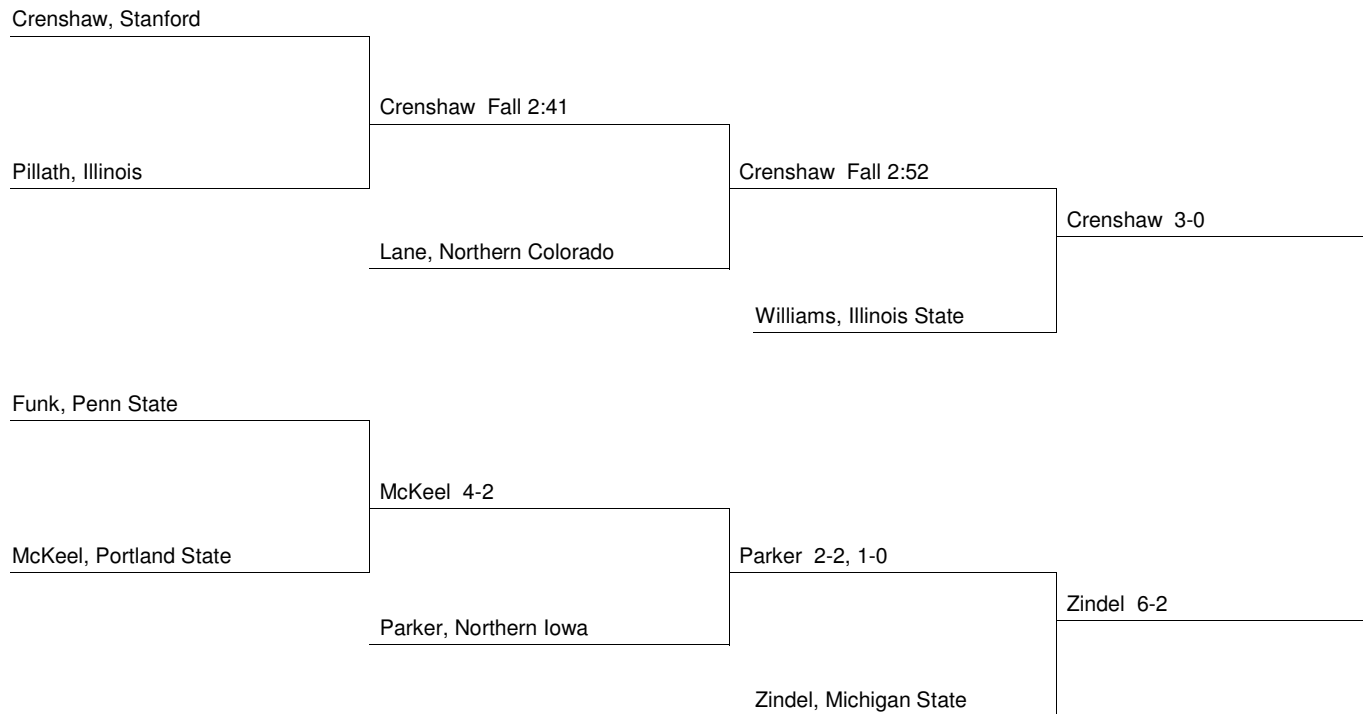 Crenshaw, Stanford
Crenshaw Fall 2:41
Pillath, Illinois
Crenshaw Fall 2:52
Crenshaw 3-0
Lane, Northern Colorado
Williams, Illinois State
Funk, Penn State
McKeel 4-2
McKeel, Portland State
Parker 2-2, 1-0
Zindel 6-2
Parker, Northern Iowa
Zindel, Michigan State